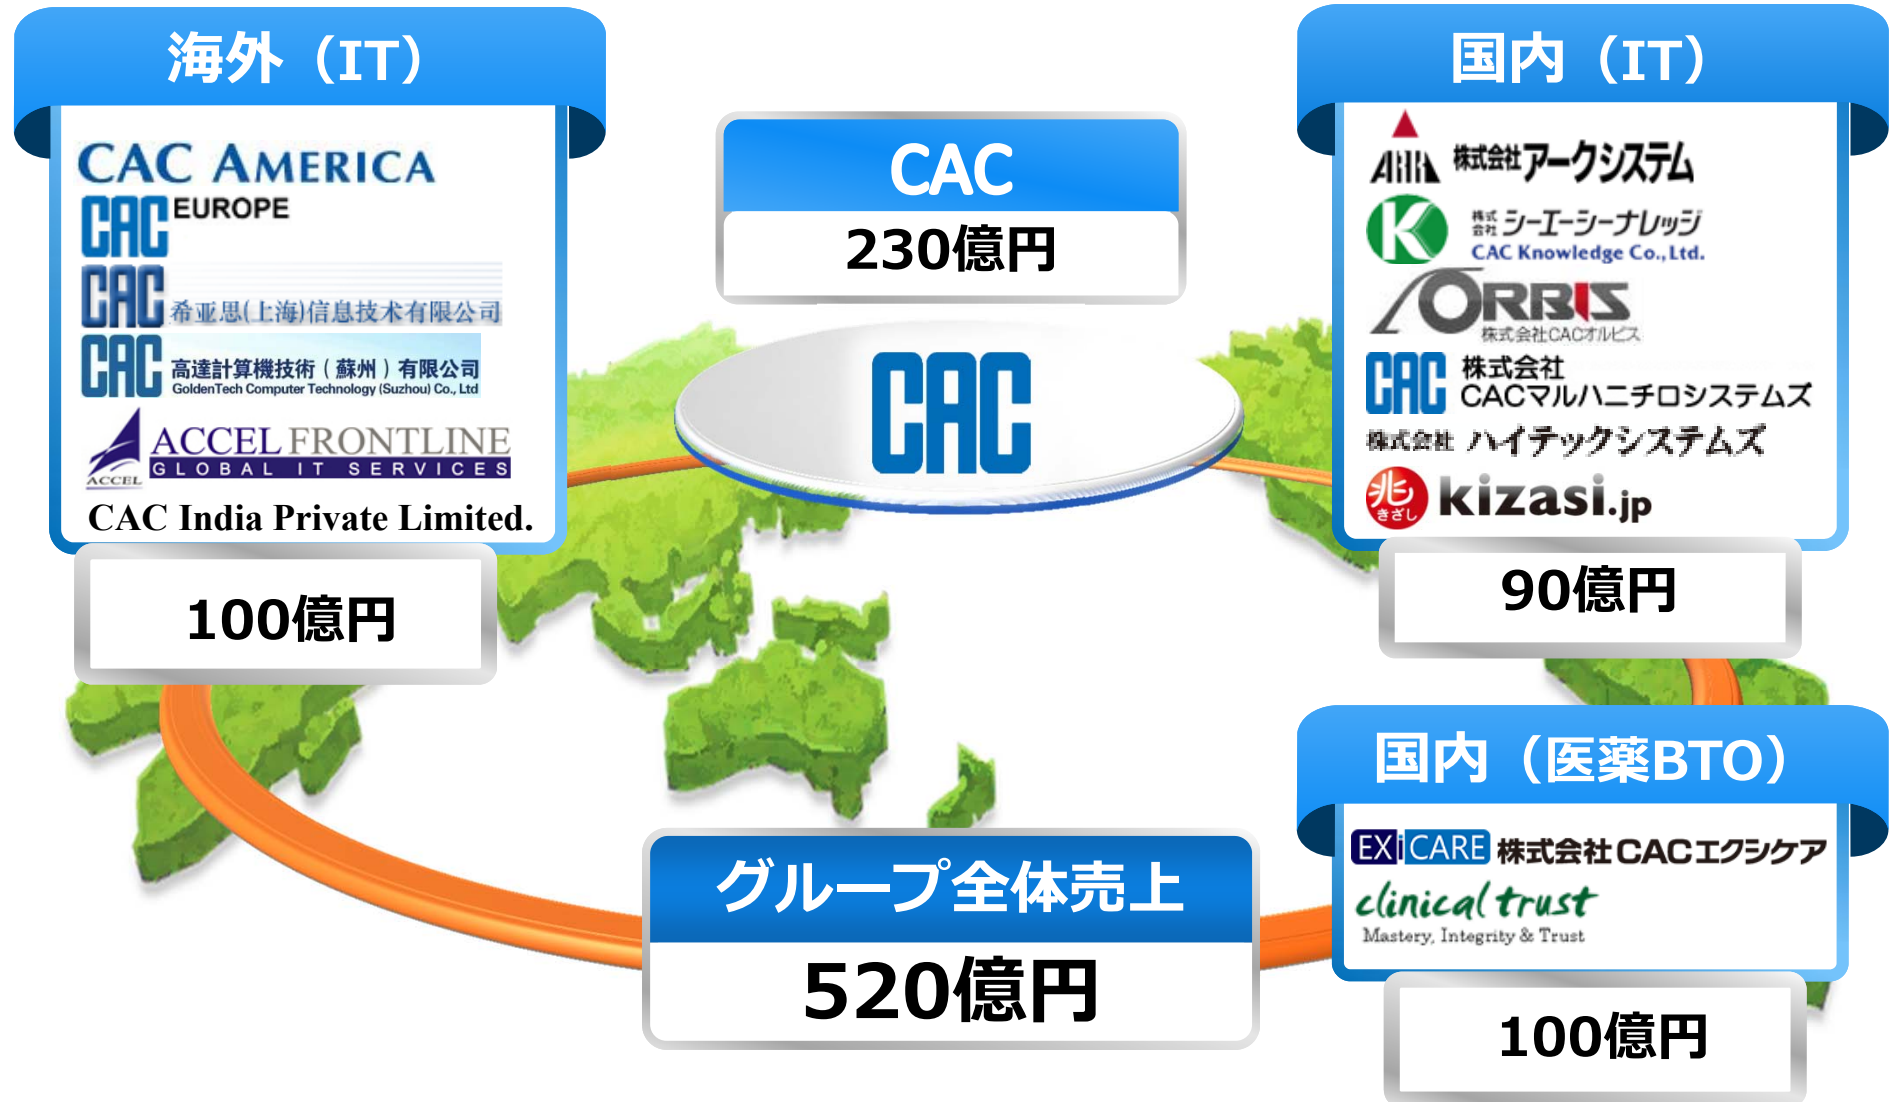 海外（IT）
CAC AMERICA
CAC EUROPE
CAC 希亚思(上海)信息技术有限公司
CAC 高達計算機技術（蘇州）有限公司
GoldenTech Computer Technology (Suzhou) Co., Ltd
ACCEL FRONTLINE
GLOBAL IT SERVICES
ACCEL
CAC India Private Limited.
100億円
CAC
230億円
CAC
国内（IT）
ARK 株式会社アークシステム
K 株式会社 シーエーシーナレッジ
CAC Knowledge Co.,Ltd.
ORBIS
株式会社CACオルビス
CAC 株式会社
CACマルハニチロシステムズ
株式会社 ハイテックシステムズ
兆 きざし kizasi.jp
90億円
国内（医薬BTO）
EXiCARE 株式会社CACエクシケア
clinical trust
Mastery, Integrity & Trust
100億円
グループ全体売上
520億円